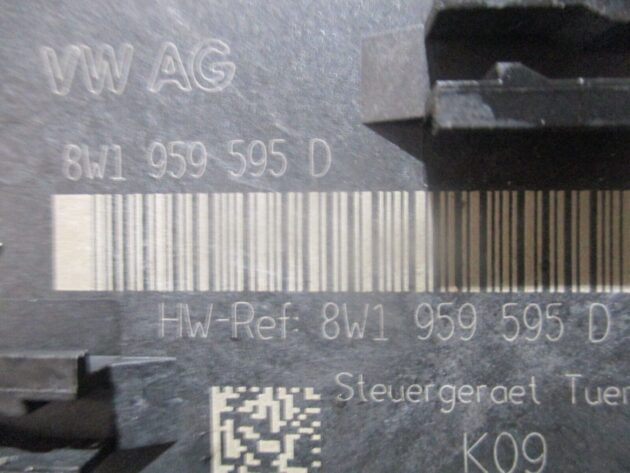 VW AG
8W1 959 595 D
HW-Ref: 8W1 959 595 D
Steuergeraet Tuer
K09